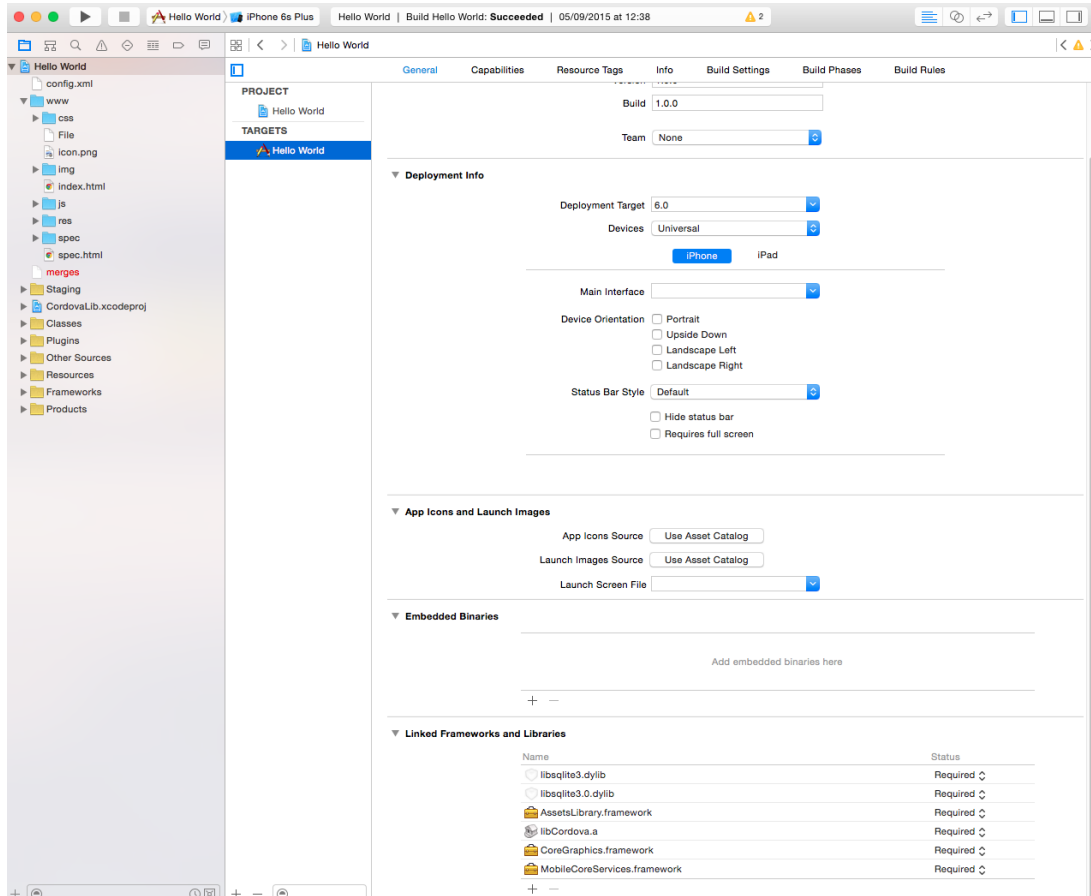 Hello World
iPhone 6s Plus
Hello World | Build Hello World: Succeeded | 05/09/2015 at 12:38
2
Hello World
Hello World
config.xml
www
css
File
icon.png
img
index.html
js
res
spec
spec.html
merges
Staging
CordovaLib.xcodeproj
Classes
Plugins
Other Sources
Resources
Frameworks
Products
PROJECT
Hello World
TARGETS
Hello World
General Capabilities Resource Tags Info Build Settings Build Phases Build Rules
Build 1.0.0
Team None
Deployment Info
Deployment Target 6.0
Devices Universal
iPhone iPad
Main Interface
Device Orientation Portrait
Upside Down
Landscape Left
Landscape Right
Status Bar Style Default
Hide status bar
Requires full screen
App Icons and Launch Images
App Icons Source Use Asset Catalog
Launch Images Source Use Asset Catalog
Launch Screen File
Embedded Binaries
Add embedded binaries here
Linked Frameworks and Libraries
Name Status
libsqlite3.dylib Required
libsqlite3.0.dylib Required
AssetsLibrary.framework Required
libCordova.a Required
CoreGraphics.framework Required
MobileCoreServices.framework Required